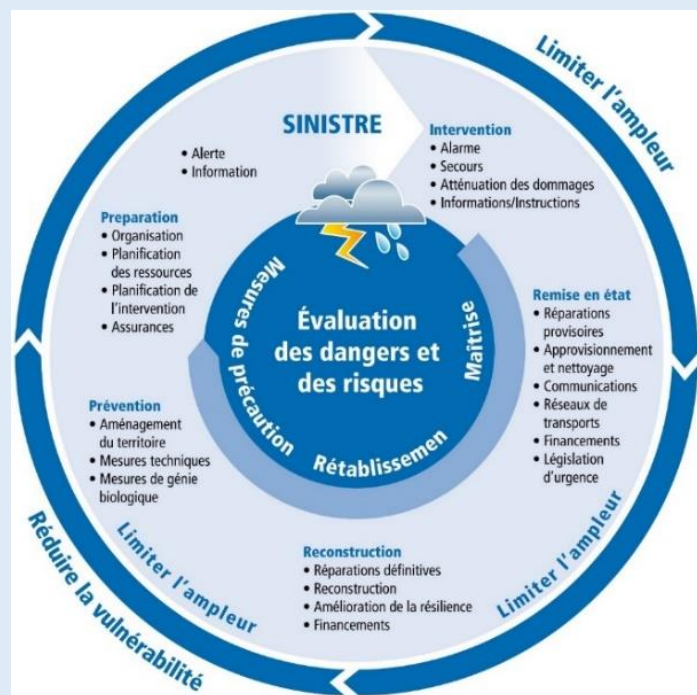 Limiter l'ampleur
SINISTRE
• Alerte
• Information
Intervention
• Alarme
• Secours
• Atténuation des dommages
• Informations/Instructions
Preparation
• Organisation
• Planification
des ressources
• Planification de
l'intervention
• Assurances
Mesures de précaution
Évaluation
des dangers et
des risques
Maîtrise
Rétablissemen
Remise en état
• Réparations
provisoires
• Approvisionnement
et nettoyage
• Communications
• Réseaux de
transports
• Financements
• Législation
d'urgence
Prévention
• Aménagement
du territoire
• Mesures techniques
• Mesures de génie
biologique
Limiter l'ampleur
Reconstruction
• Réparations définitives
• Reconstruction
• Amélioration de la résilience
• Financements
Limiter l'ampleur
Réduire la vulnérabilité